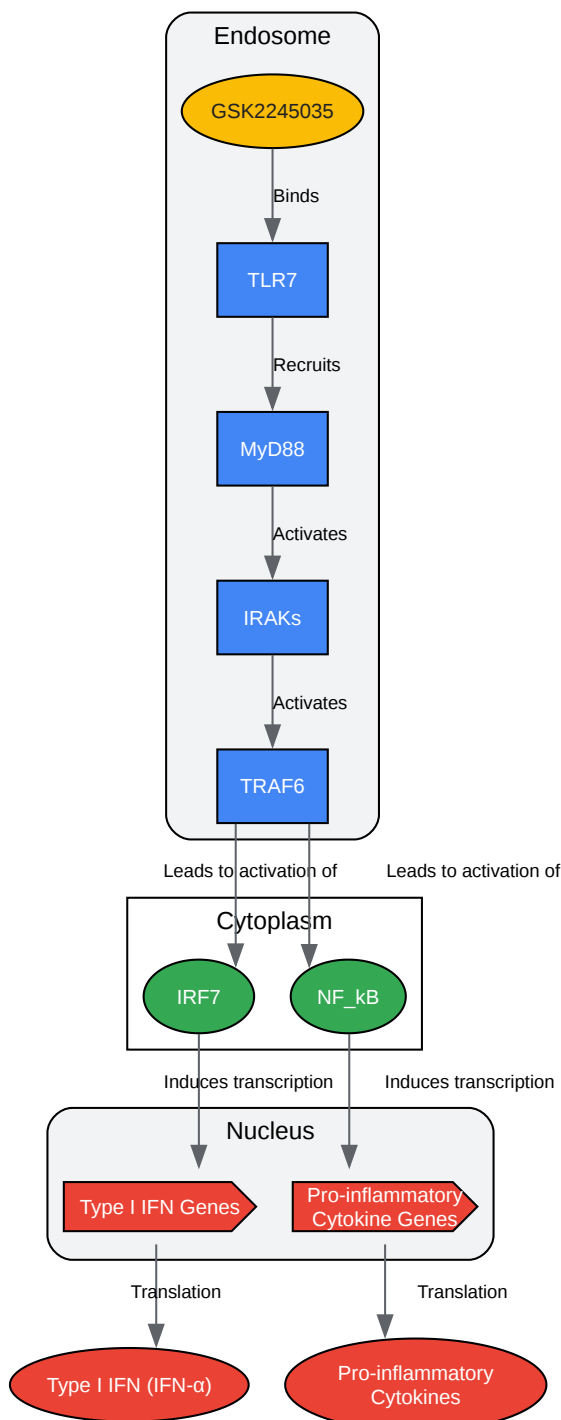 Endosome
GSK2245035
Binds
TLR7
Recruits
MyD88
Activates
IRAKs
Activates
TRAF6
Leads to activation of
Leads to activation of
Cytoplasm
IRF7
NF_kB
Induces transcription
Induces transcription
Nucleus
Type I IFN Genes
Pro-inflammatory
Cytokine Genes
Translation
Translation
Type I IFN (IFN-α)
Pro-inflammatory
Cytokines